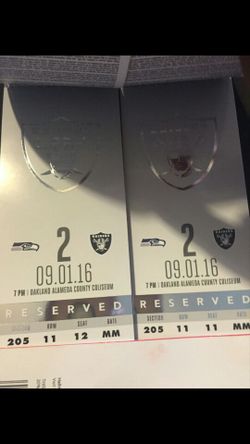 2
RAIDERS
09.01.16
7 PM | OAKLAND ALAMEDA COUNTY COLISEUM
RESERVED
SECTION ROW SEAT GATE
205 11 12 MM
2
RAIDERS
09.01.16
7 PM | OAKLAND ALAMEDA COUNTY COLISEUM
RESERVED
SECTION ROW SEAT GATE
205 11 11 MM